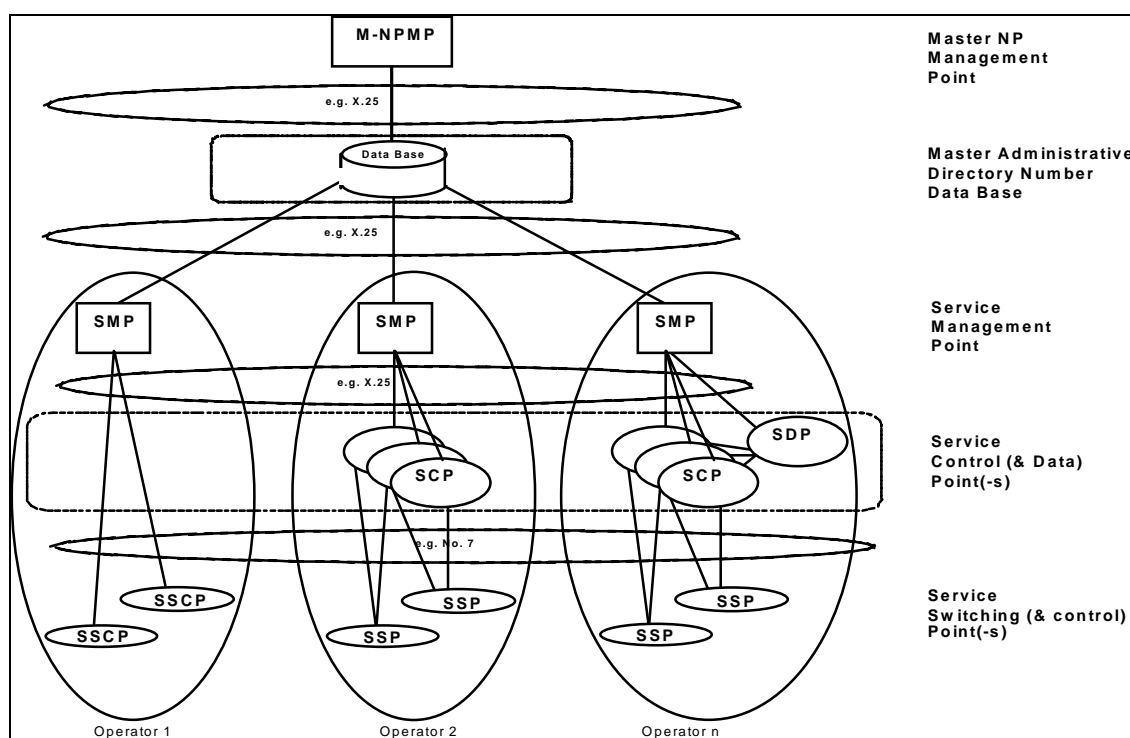 M-NPMP
Master NP
Management
Point
e.g. X.25
Data Base
Master Administrative
Directory Number
Data Base
e.g. X.25
SMP
SMP
SMP
Service
Management
Point
e.g. X.25
SDP
SCP
SCP
Service
Control (& Data)
Point(-s)
e.g. No. 7
SSCP
SSP
SSP
SSCP
SSP
SSP
Service
Switching (& control)
Point(-s)
Operator 1
Operator 2
Operator n